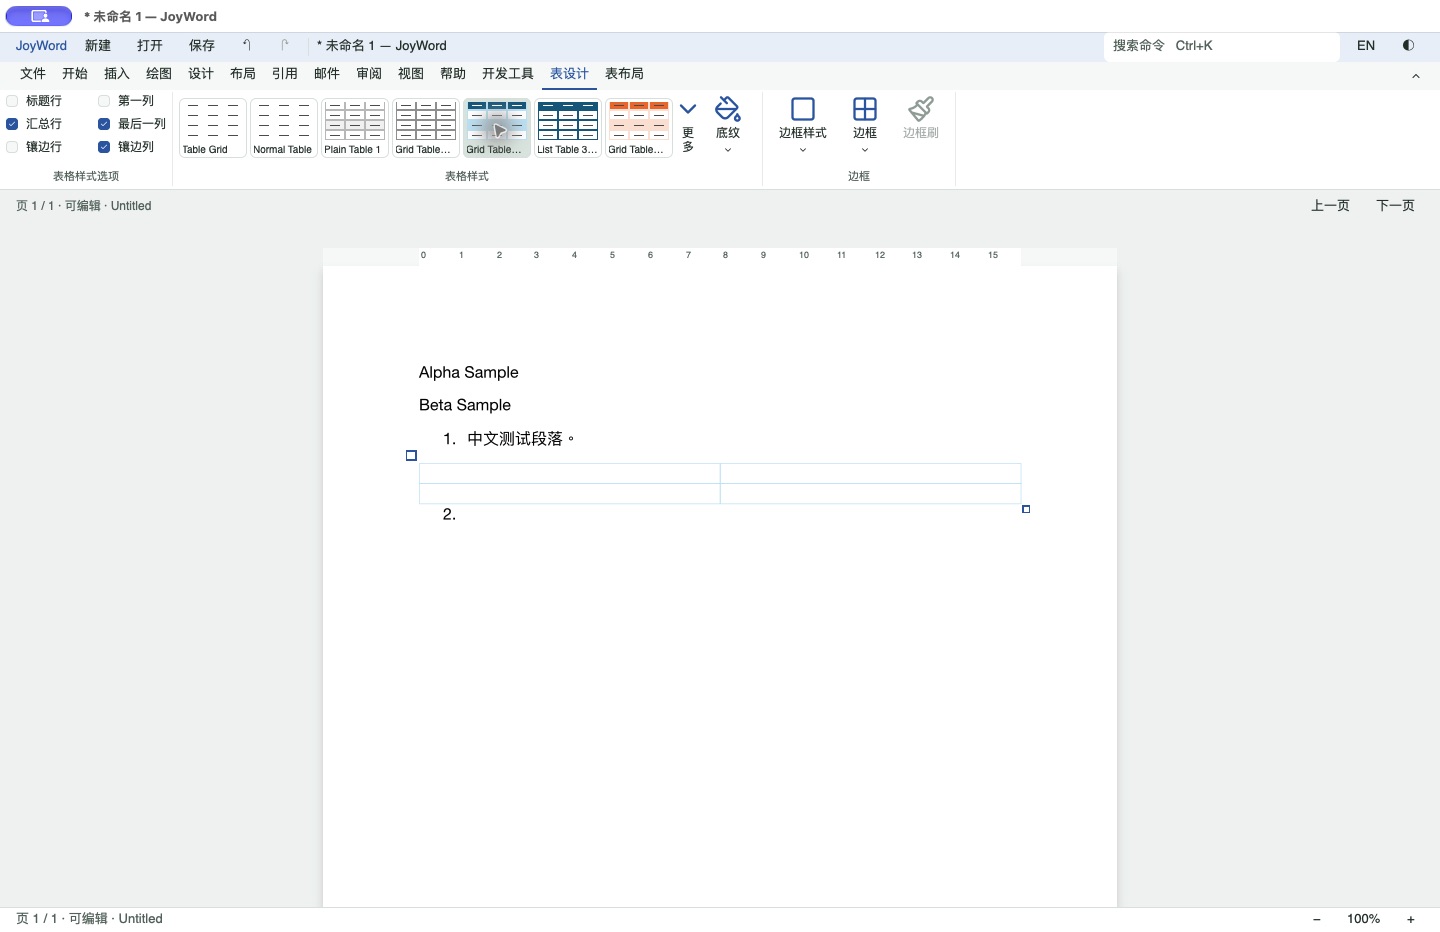 * 未命名 1 — JoyWord
JoyWord 新建 打开 保存 * 未命名 1 — JoyWord 搜索命令 Ctrl+K EN
文件 开始 插入 绘图 设计 布局 引用 邮件 审阅 视图 帮助 开发工具 表设计 表布局
标题行 第一列
汇总行 最后一列
镶边行 镶边列
表格样式选项
Table Grid Normal Table Plain Table 1 Grid Table... Grid Table... List Table 3... Grid Table...
更多
表格样式
底纹
边框样式 边框 边框刷
边框
页 1 / 1 · 可编辑 · Untitled 上一页 下一页
0 1 2 3 4 5 6 7 8 9 10 11 12 13 14 15
Alpha Sample
Beta Sample
1. 中文测试段落。
2.
页 1 / 1 · 可编辑 · Untitled − 100% +